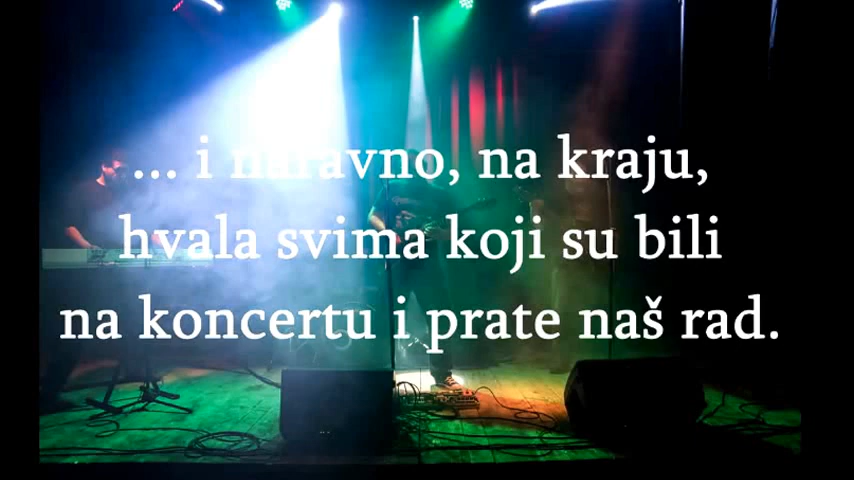 ... i naravno, na kraju,
hvala svima koji su bili
na koncertu i prate naš rad.